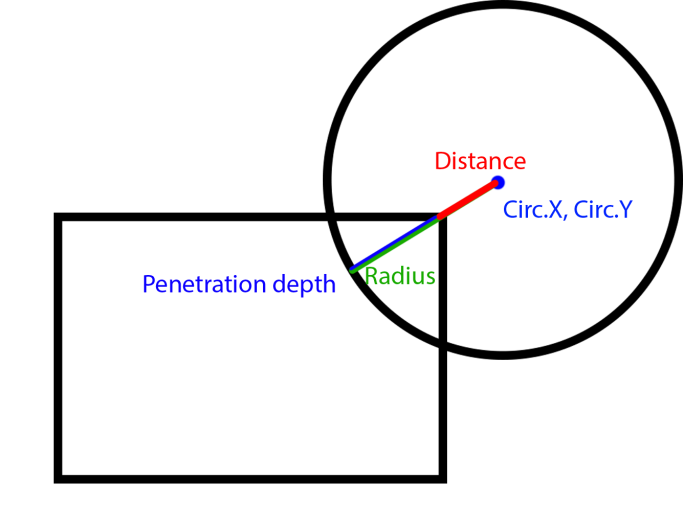 Distance
Circ.X, Circ.Y
Radius
Penetration depth